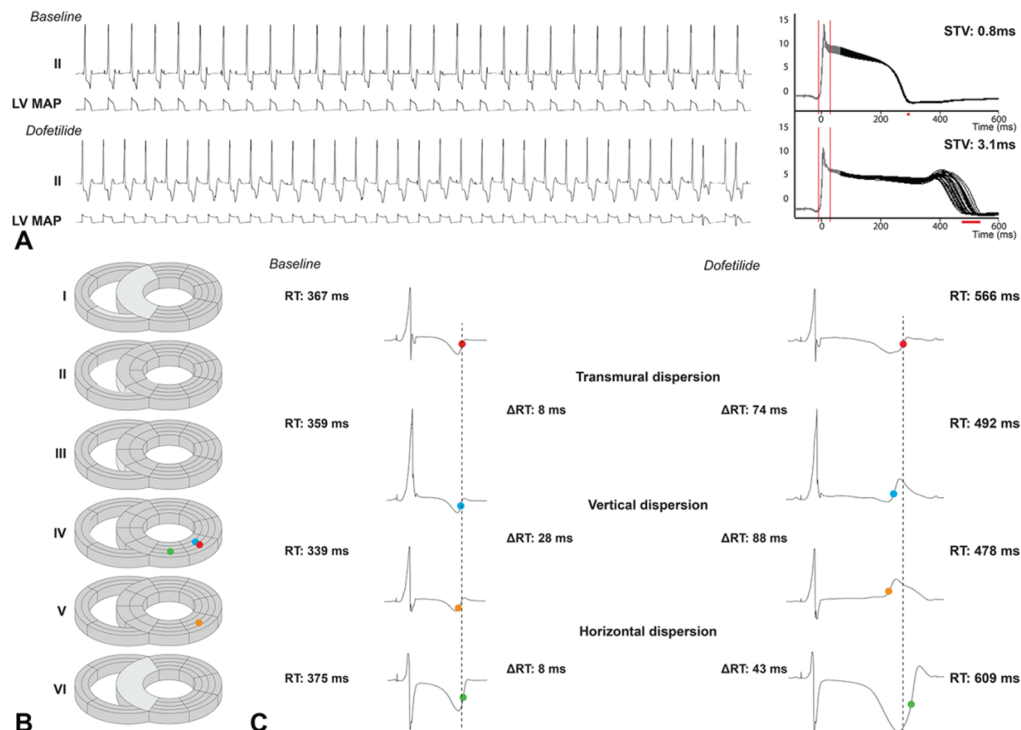 Baseline
II
LV MAP
15
10
5
0
STV: 0.8ms
0 200 400 600
Time (ms)
Dofetilide
II
LV MAP
15
10
5
0
STV: 3.1ms
0 200 400 600
Time (ms)
A
I
II
III
IV
V
VI
B
Baseline Dofetilide
RT: 367 ms RT: 566 ms
Transmural dispersion
ΔRT: 8 ms ΔRT: 74 ms
RT: 359 ms RT: 492 ms
Vertical dispersion
ΔRT: 28 ms ΔRT: 88 ms
RT: 339 ms RT: 478 ms
Horizontal dispersion
ΔRT: 8 ms ΔRT: 43 ms
RT: 375 ms RT: 609 ms
C